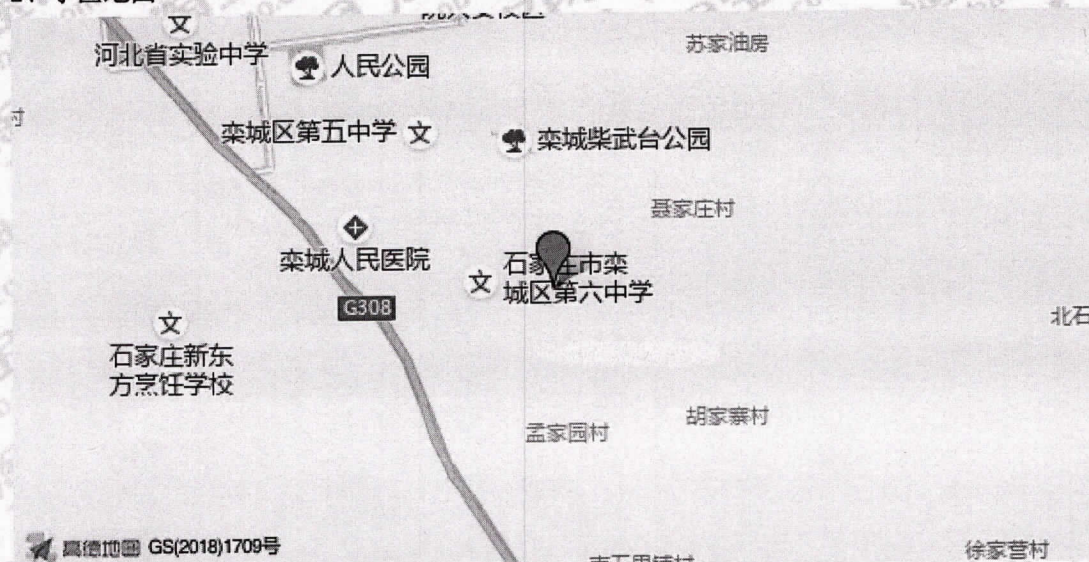 河北省实验中学
苏家油房
人民公园
村
栾城区第五中学
文
栾城柴武台公园
聂家庄村
栾城人民医院
文
石家庄市栾
城区第六中学
G308
文
北石
石家庄新东
方烹饪学校
胡家寨村
孟家园村
高德地图 GS(2018)1709号
徐家营村